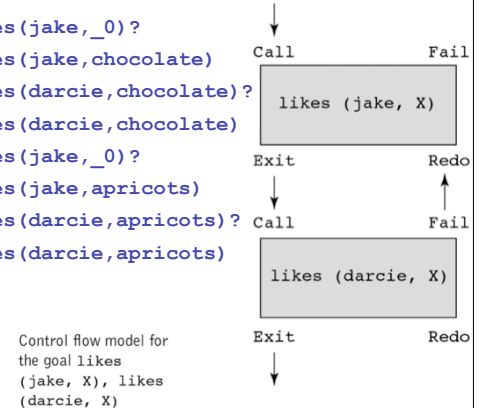 es(jake,_0)?
es(jake,chocolate)
es(darcie,chocolate)?
es(darcie,chocolate)
es(jake,_0)?
es(jake,apricots)
es(darcie,apricots)?
es(darcie,apricots)
Call Fail
likes (jake, X)
Exit Redo
Call Fail
likes (darcie, X)
Exit Redo
Control flow model for
the goal likes
(jake, X), likes
(darcie, X)